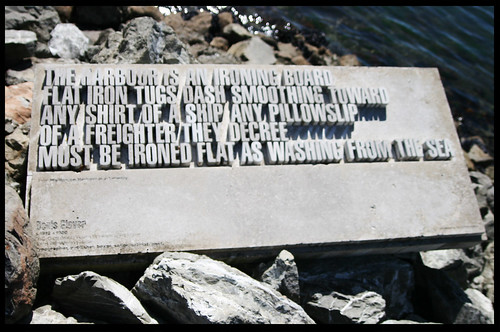 THE HARBOUR IS AN IRONING BOARD
FLAT IRON TUGS DASH SMOOTHING TOWARD
ANY SHIRT OF A SHIP ANY PILLOWSLIP
OF A FREIGHTER THEY DECREE
MUST BE IRONED FLAT AS WASHING FROM THE SEA
Denis Glover